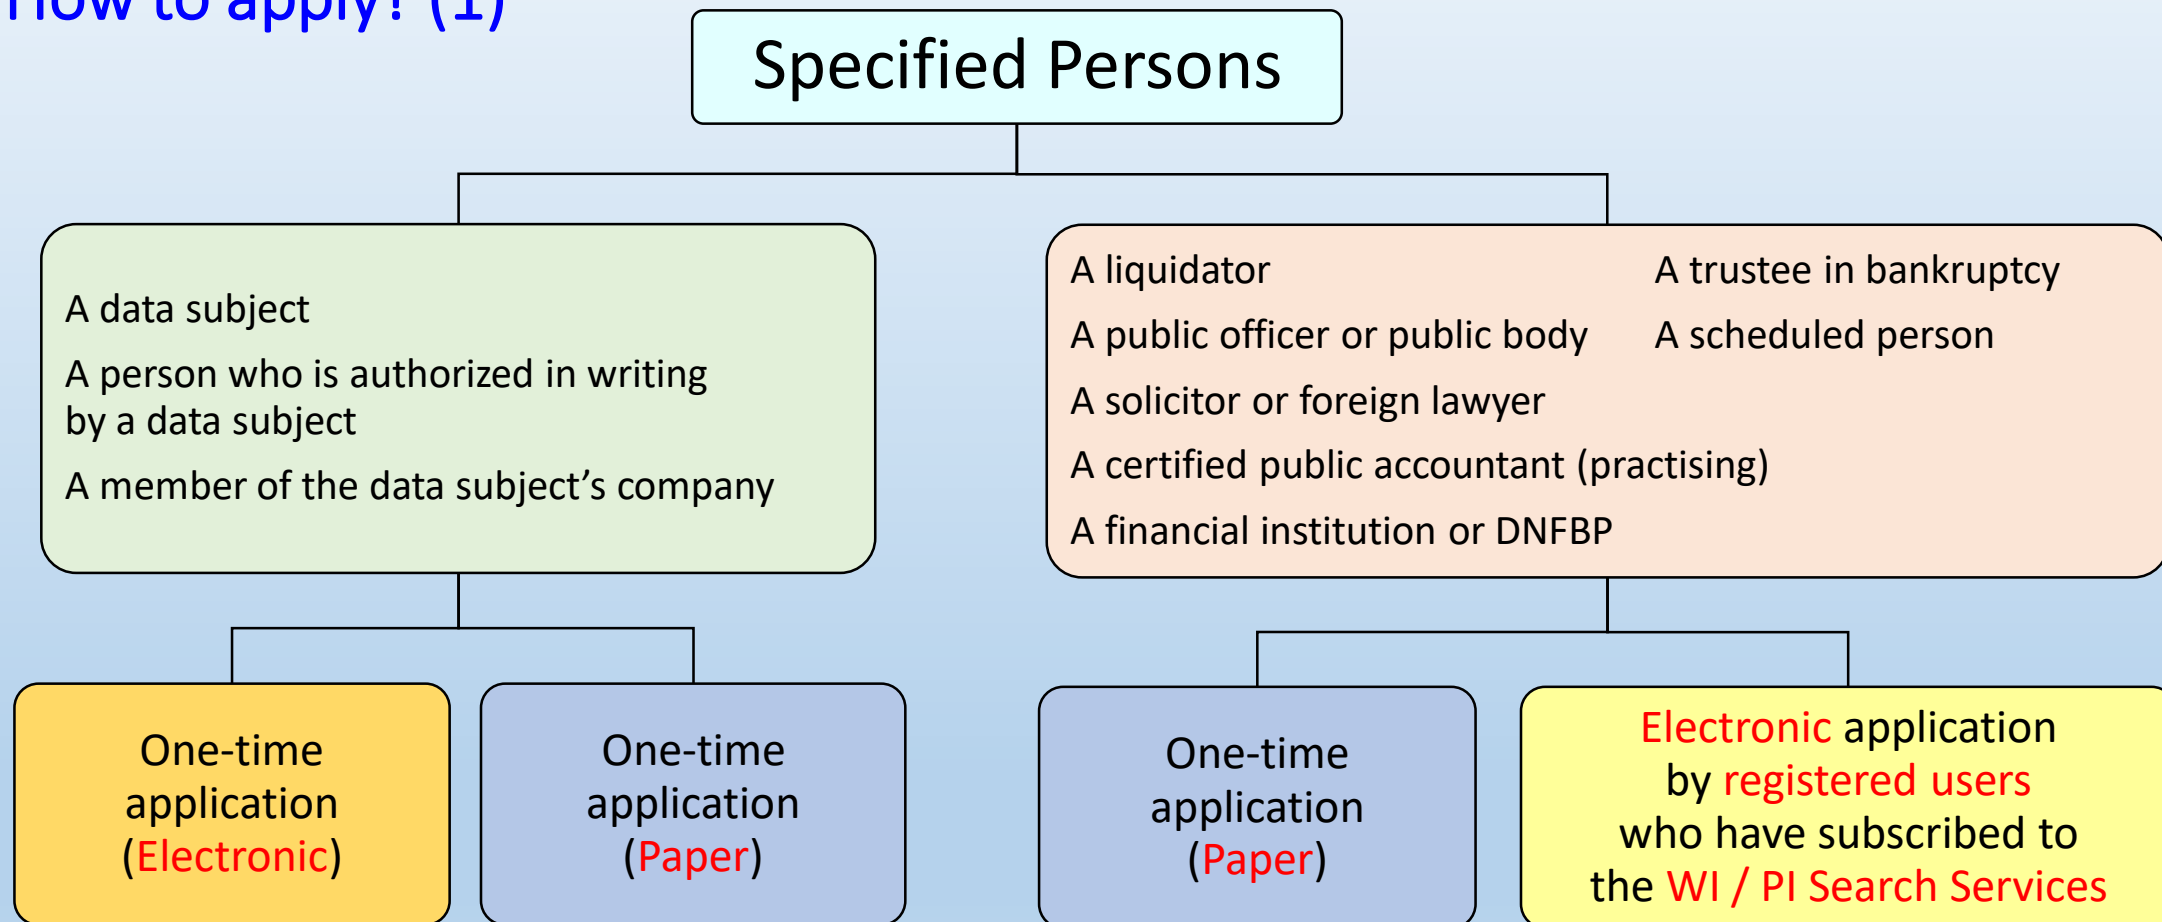 How to apply? (1)
Specified Persons
A data subject
A person who is authorized in writing
by a data subject
A member of the data subject's company
A liquidator
A trustee in bankruptcy
A public officer or public body
A scheduled person
A solicitor or foreign lawyer
A certified public accountant (practising)
A financial institution or DNFBP
One-time
application
(Electronic)
One-time
application
(Paper)
One-time
application
(Paper)
Electronic application
by registered users
who have subscribed to
the WI / PI Search Services